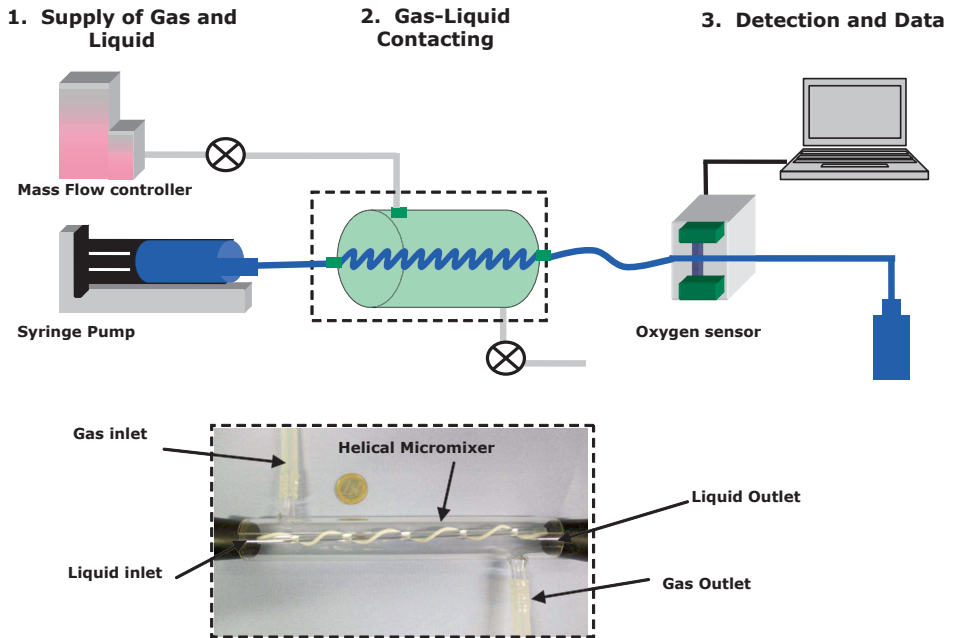 1. Supply of Gas and
Liquid
2. Gas-Liquid
Contacting
3. Detection and Data
Mass Flow controller
Syringe Pump
Oxygen sensor
Gas inlet
Helical Micromixer
Liquid Outlet
Liquid inlet
Gas Outlet